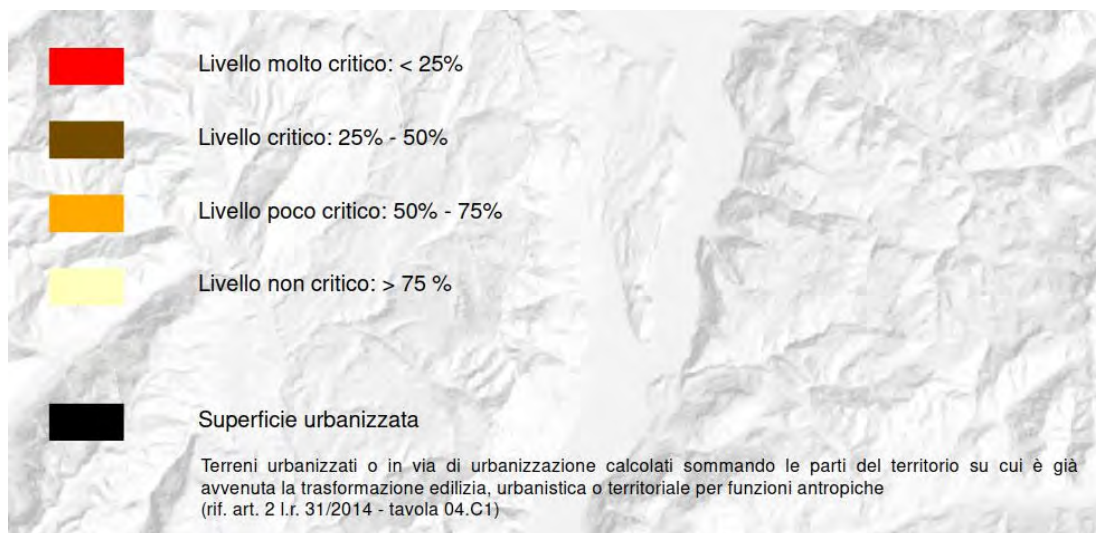 Livello molto critico: < 25%
Livello critico: 25% - 50%
Livello poco critico: 50% - 75%
Livello non critico: > 75 %
Superficie urbanizzata
Terreni urbanizzati o in via di urbanizzazione calcolati sommando le parti del territorio su cui è già
avvenuta la trasformazione edilizia, urbanistica o territoriale per funzioni antropiche
(rif. art. 2 l.r. 31/2014 - tavola 04.C1)